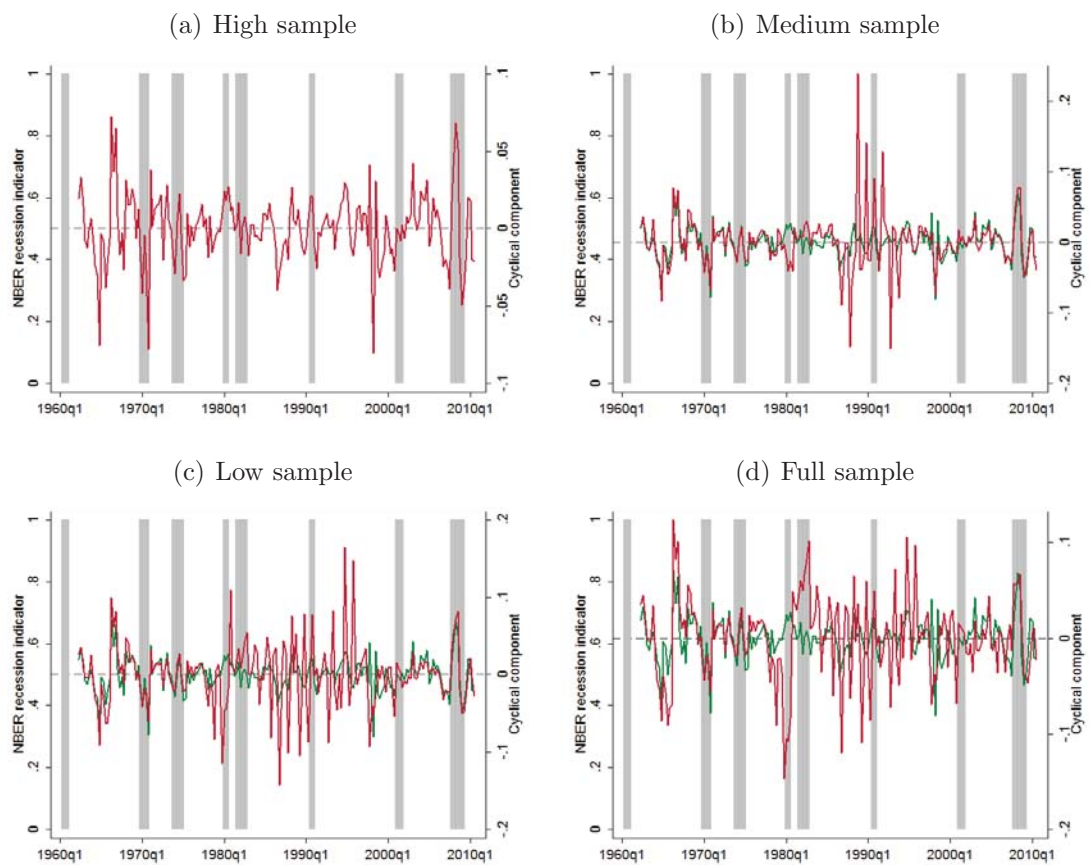 (a) High sample
NBER recession indicator
0 .2 .4 .6 .8 1
-.1 -.05 0 .05 .1
Cyclical component
1960q1 1970q1 1980q1 1990q1 2000q1 2010q1
(b) Medium sample
NBER recession indicator
0 .2 .4 .6 .8 1
-.2 -.1 0 .1 .2
Cyclical component
1960q1 1970q1 1980q1 1990q1 2000q1 2010q1
(c) Low sample
NBER recession indicator
0 .2 .4 .6 .8 1
-.2 -.1 0 .1 .2
Cyclical component
1960q1 1970q1 1980q1 1990q1 2000q1 2010q1
(d) Full sample
NBER recession indicator
0 .2 .4 .6 .8 1
-.2 -.1 0 .1
Cyclical component
1960q1 1970q1 1980q1 1990q1 2000q1 2010q1